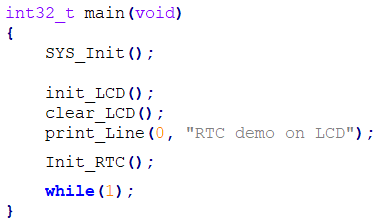 int32_t main(void)
{
    SYS_Init();
    init_LCD();
    clear_LCD();
    print_Line(0, "RTC demo on LCD");
    Init_RTC();
    while(1);
}